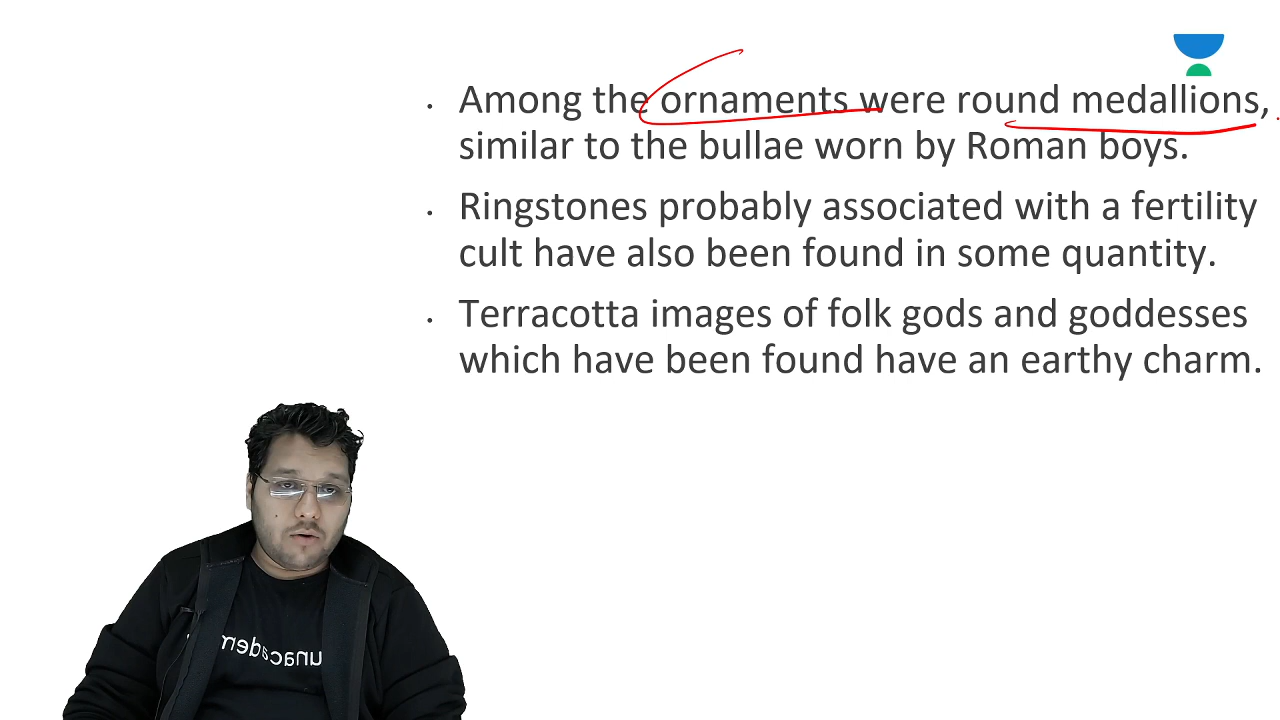 • Among the ornaments were round medallions,
similar to the bullae worn by Roman boys.
• Ringstones probably associated with a fertility
cult have also been found in some quantity.
• Terracotta images of folk gods and goddesses
which have been found have an earthy charm.
unacadem